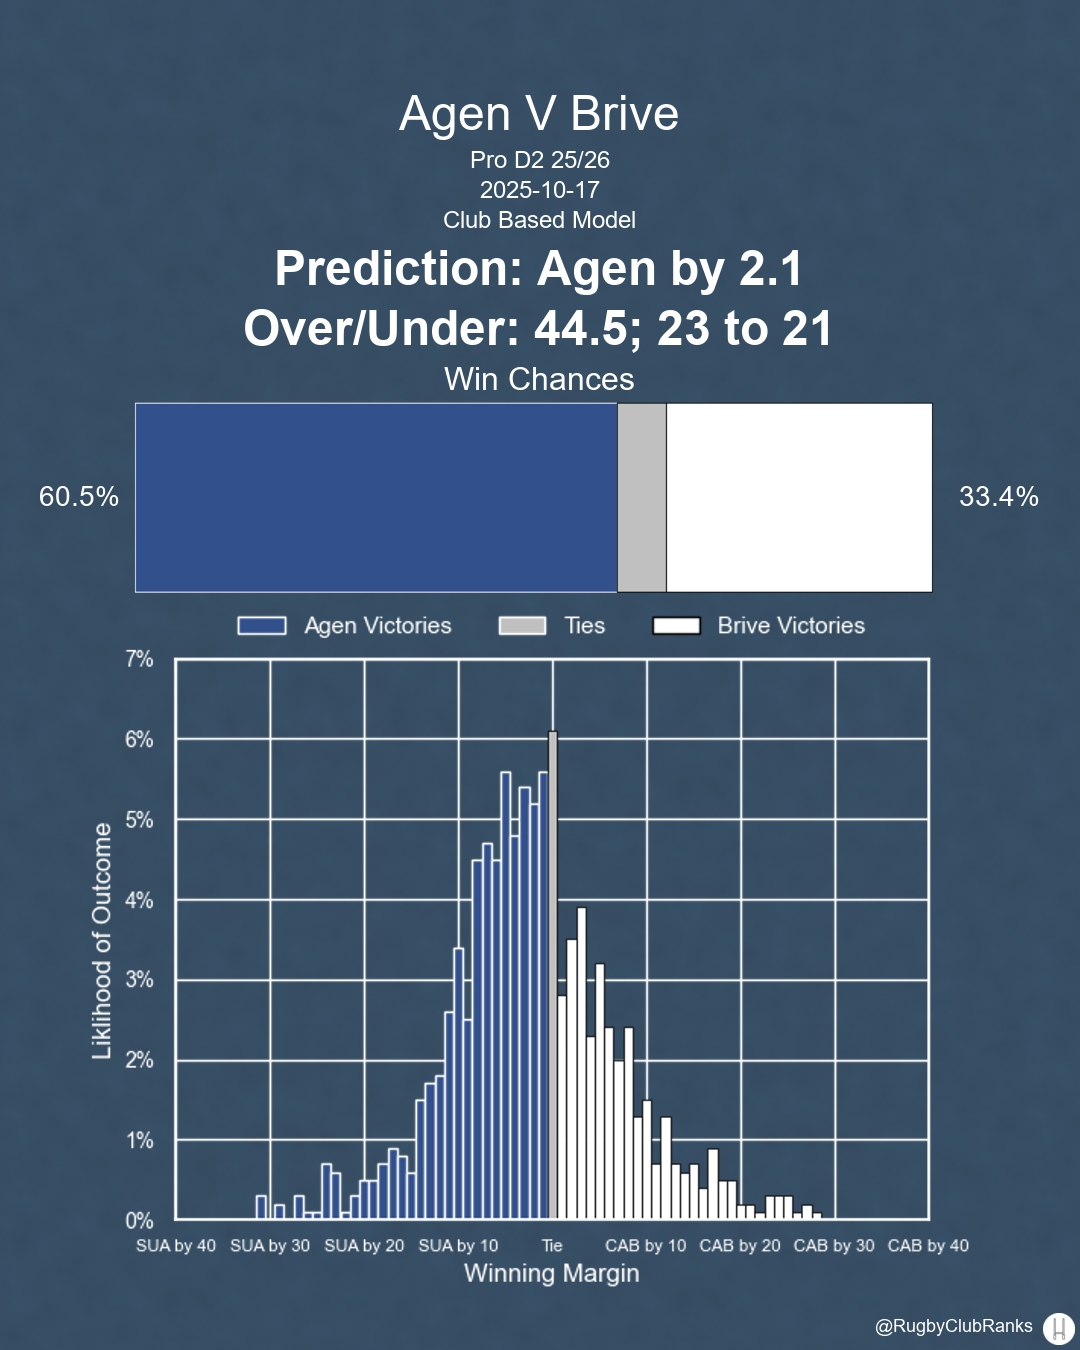 Agen V Brive
Pro D2 25/26
2025-10-17
Club Based Model
Prediction: Agen by 2.1
Over/Under: 44.5; 23 to 21
Win Chances
60.5%
33.4%
Agen Victories
Ties
Brive Victories
7%
6%
5%
4%
3%
2%
1%
0%
Liklihood of Outcome
SUA by 40 SUA by 30 SUA by 20 SUA by 10 Tie CAB by 10 CAB by 20 CAB by 30 CAB by 40
Winning Margin
@RugbyClubRanks